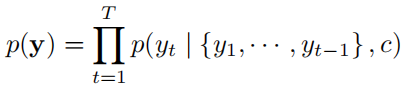 p(y) = ∏_{t=1}^{T} p(y_t | {y_1, ⋯ , y_{t−1}} , c)